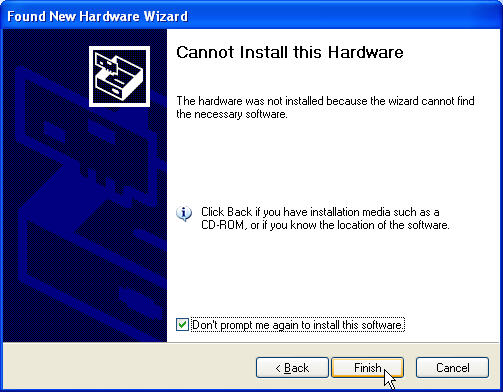 Found New Hardware Wizard
Cannot Install this Hardware
The hardware was not installed because the wizard cannot find
the necessary software.
Click Back if you have installation media such as a
CD-ROM, or if you know the location of the software.
Don't prompt me again to install this software.
< Back
Finish
Cancel